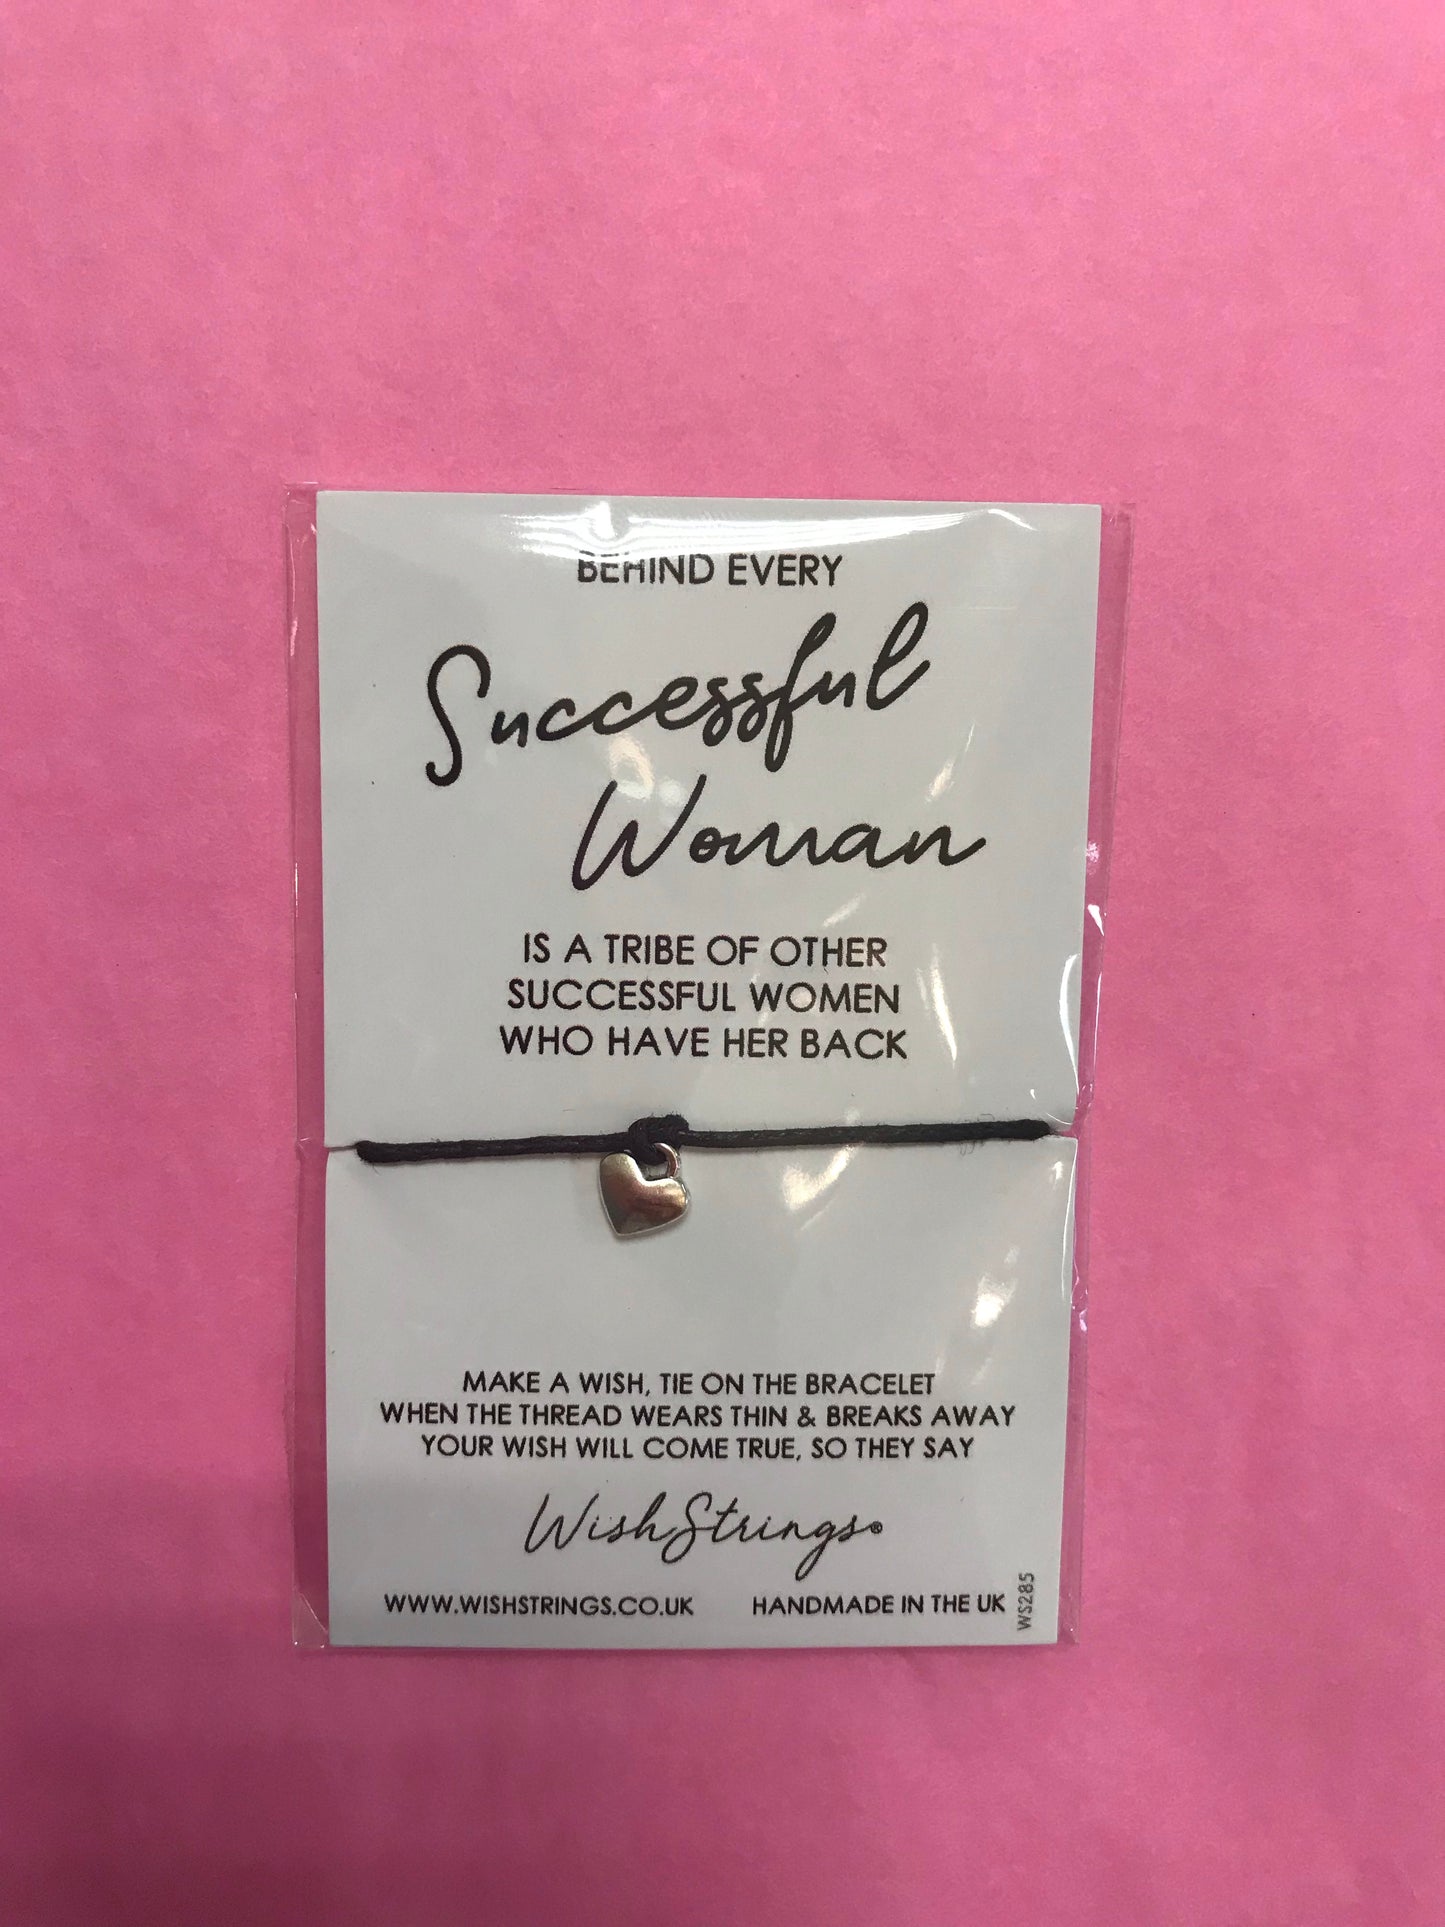 BEHIND EVERY
Successful
Woman
IS A TRIBE OF OTHER
SUCCESSFUL WOMEN
WHO HAVE HER BACK
MAKE A WISH, TIE ON THE BRACELET
WHEN THE THREAD WEARS THIN & BREAKS AWAY
YOUR WISH WILL COME TRUE, SO THEY SAY
WishStrings®
WWW.WISHSTRINGS.CO.UK HANDMADE IN THE UK
WS285